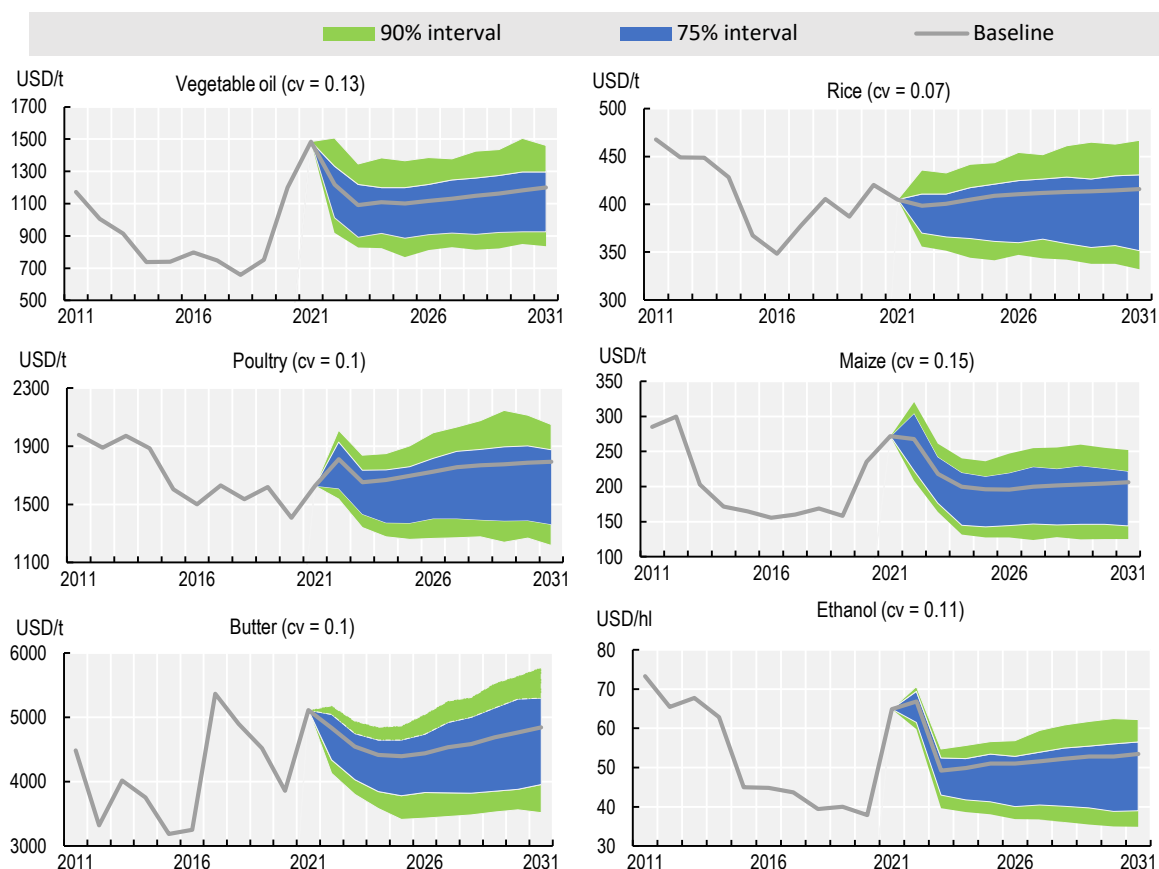 90% interval 75% interval Baseline
USD/t
Vegetable oil (cv = 0.13)
1700
1500
1300
1100
900
700
500
2011 2016 2021 2026 2031
USD/t
Rice (cv = 0.07)
500
450
400
350
300
2011 2016 2021 2026 2031
USD/t
Poultry (cv = 0.1)
2300
1900
1500
1100
2011 2016 2021 2026 2031
USD/t
Maize (cv = 0.15)
350
300
250
200
150
100
2011 2016 2021 2026 2031
USD/t
Butter (cv = 0.1)
6000
5000
4000
3000
2011 2016 2021 2026 2031
USD/hl
Ethanol (cv = 0.11)
80
70
60
50
40
30
2011 2016 2021 2026 2031